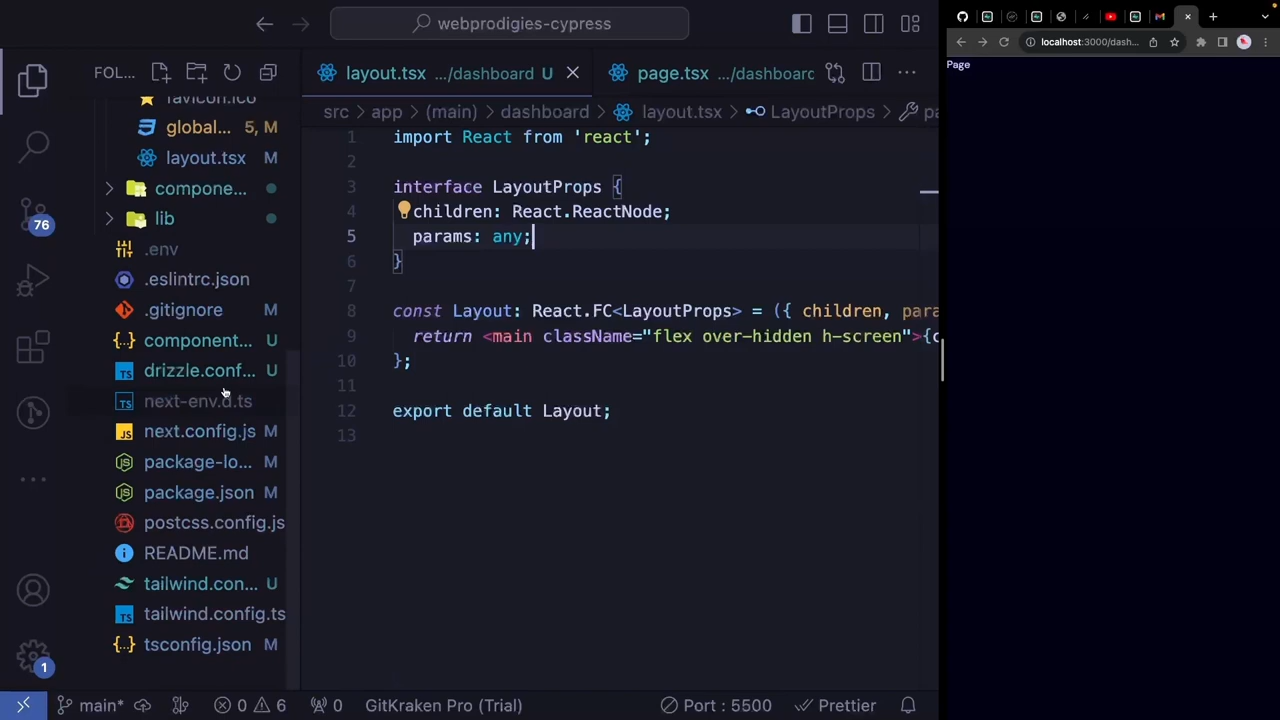 webprodigies-cypress
FOL...
favicon.ico
global... 5, M
layout.tsx M
compone...
lib
.env
.eslintrc.json
.gitignore M
component... U
drizzle.conf... U
next-env.d.ts
next.config.js M
package-lo... M
package.json M
postcss.config.js
README.md
tailwind.con... U
tailwind.config.ts
tsconfig.json M
76
1
layout.tsx .../dashboard U
page.tsx .../dashboard
src > app > (main) > dashboard > layout.tsx > LayoutProps > pa
1 import React from 'react';
2
3 interface LayoutProps {
4 children: React.ReactNode;
5 params: any;
6 }
7
8 const Layout: React.FC<LayoutProps> = ({ children, para
9 return <main className="flex over-hidden h-screen">{c
10 };
11
12 export default Layout;
13
main* 0 6 0 GitKraken Pro (Trial) Port : 5500 Prettier
localhost:3000/dash...
Page